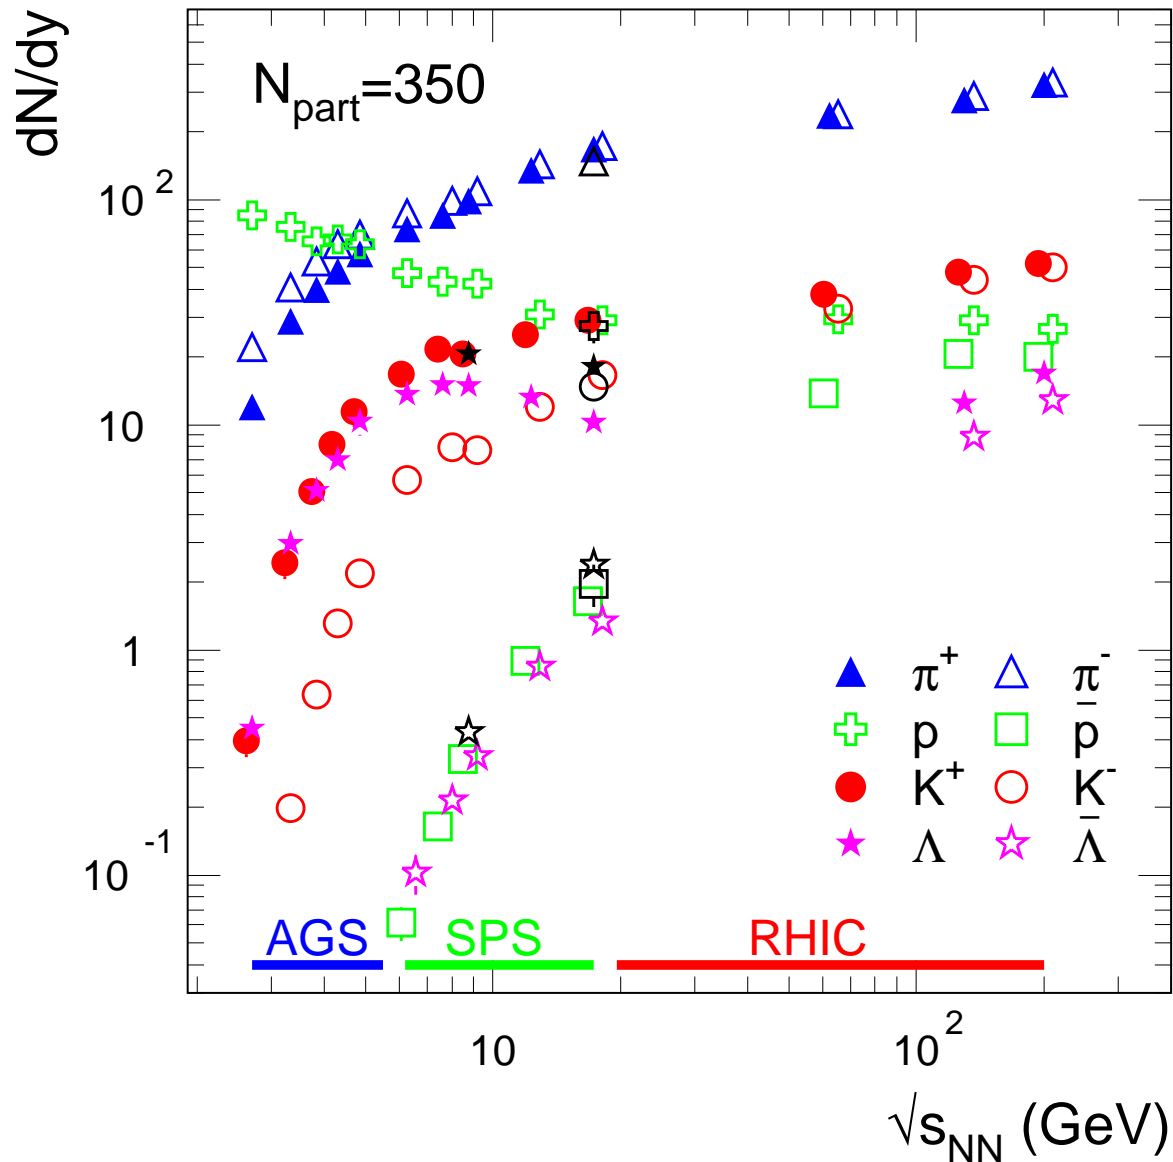 dN/dy
N_part=350
10^2
10
1
10^-1
π^+ π^-
p p̄
K^+ K^-
Λ Λ̄
AGS SPS RHIC
10 10^2
√s_NN (GeV)